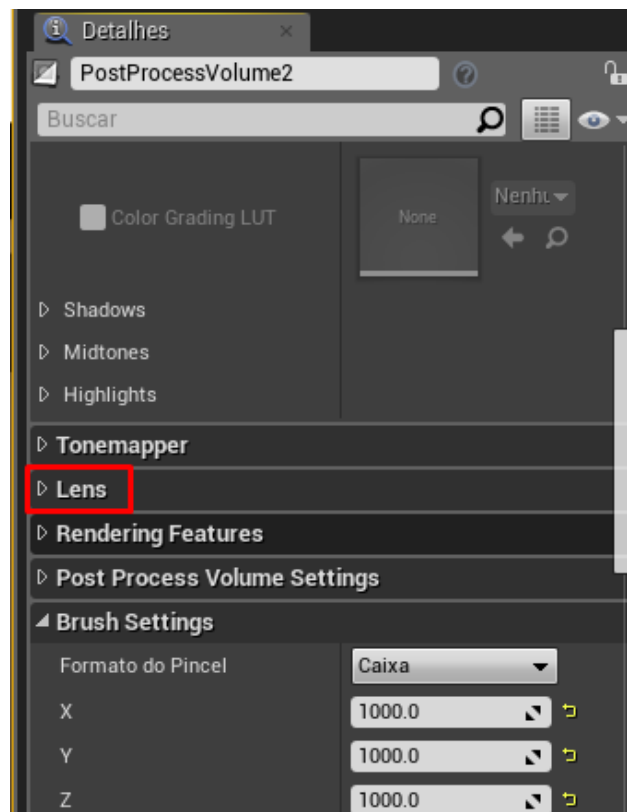 Detalhes
PostProcessVolume2
Buscar
Color Grading LUT
None
Shadows
Midtones
Highlights
Tonemapper
Lens
Rendering Features
Post Process Volume Settings
Brush Settings
Formato do Pincel Caixa
X 1000.0
Y 1000.0
Z 1000.0